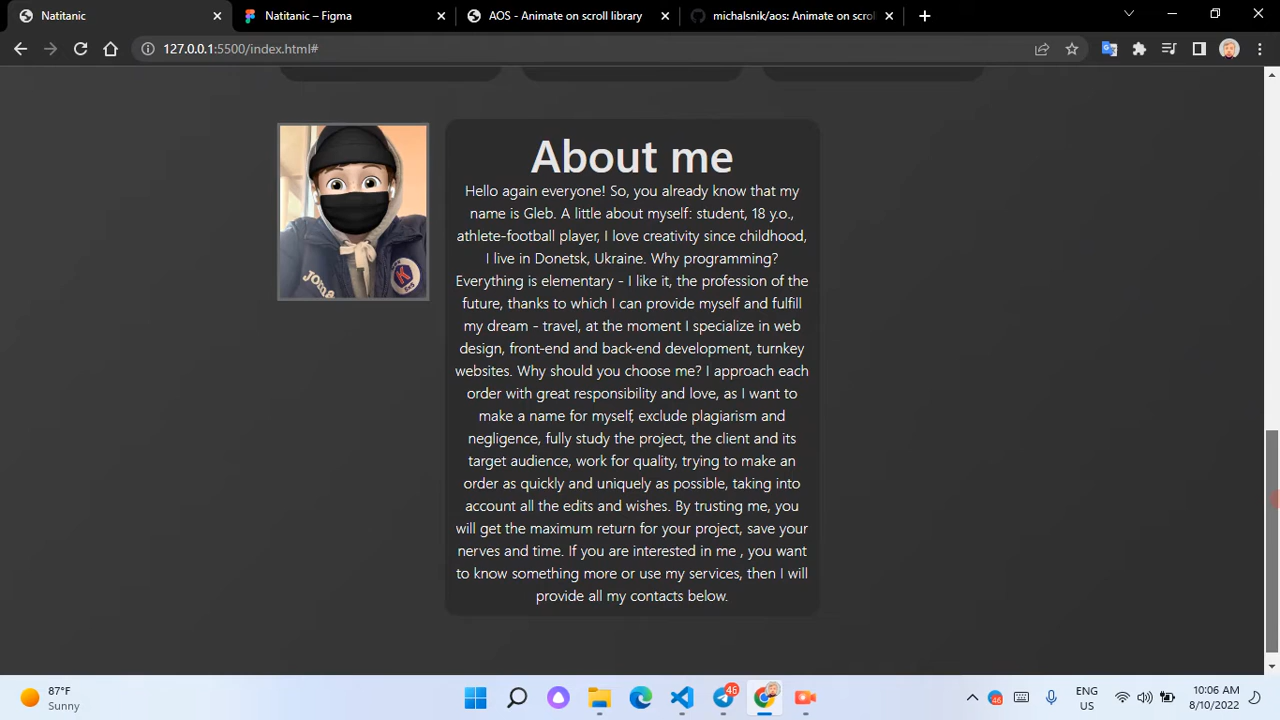 Natitanic
Natitanic – Figma
AOS - Animate on scroll library
michalsnik/aos: Animate on scroll
127.0.0.1:5500/index.html#
About me
Hello again everyone! So, you already know that my
name is Gleb. A little about myself: student, 18 y.o.,
athlete-football player, I love creativity since childhood,
I live in Donetsk, Ukraine. Why programming?
Everything is elementary - I like it, the profession of the
future, thanks to which I can provide myself and fulfill
my dream - travel, at the moment I specialize in web
design, front-end and back-end development, turnkey
websites. Why should you choose me? I approach each
order with great responsibility and love, as I want to
make a name for myself, exclude plagiarism and
negligence, fully study the project, the client and its
target audience, work for quality, trying to make an
order as quickly and uniquely as possible, taking into
account all the edits and wishes. By trusting me, you
will get the maximum return for your project, save your
nerves and time. If you are interested in me , you want
to know something more or use my services, then I will
provide all my contacts below.
joma
K
87°F
Sunny
46
46
ENG
US
10:06 AM
8/10/2022